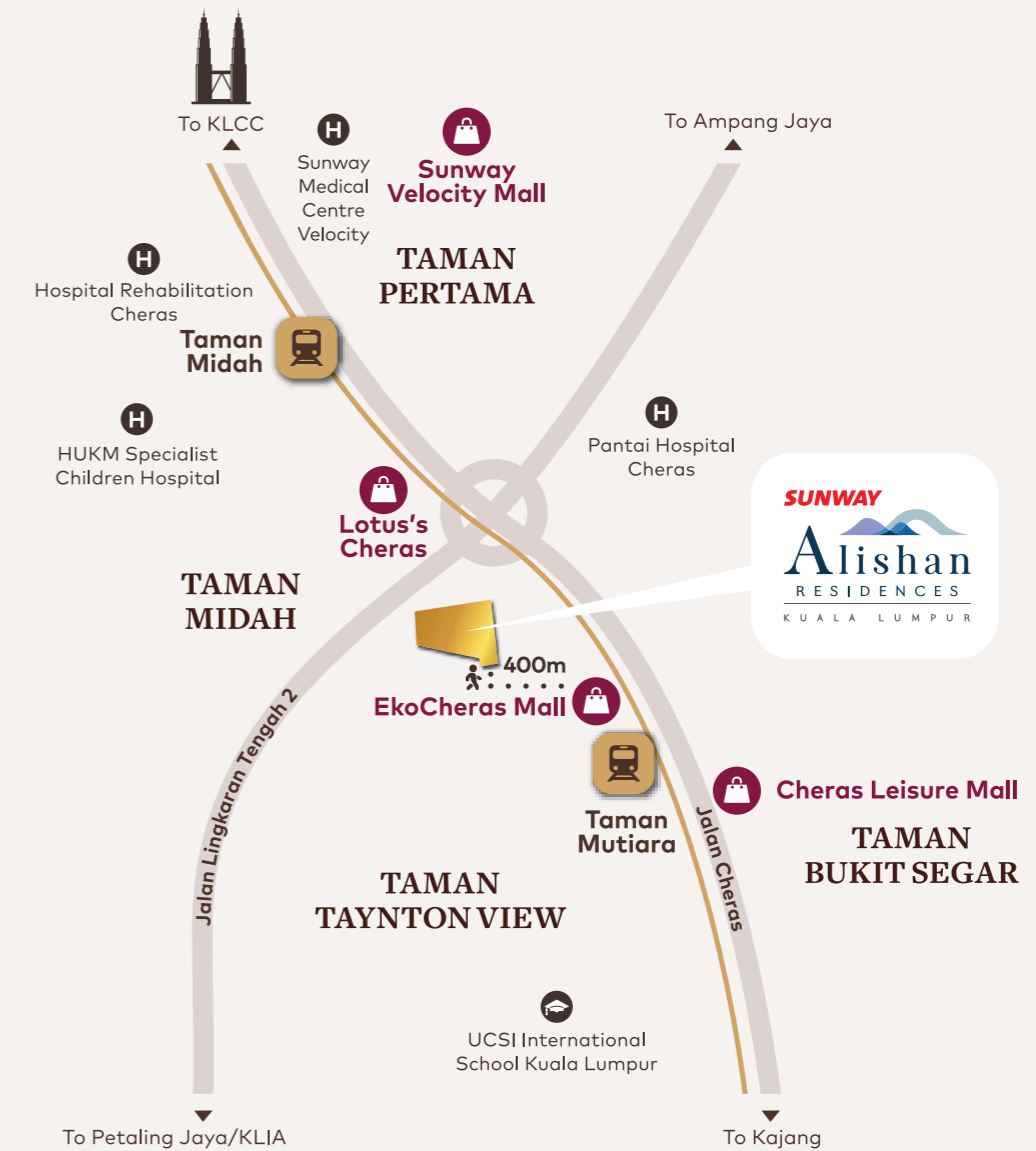 To KLCC
H
Sunway
Medical
Centre
Velocity
Sunway
Velocity Mall
To Ampang Jaya
TAMAN
PERTAMA
H
Hospital Rehabilitation
Cheras
Taman
Midah
H
HUKM Specialist
Children Hospital
H
Pantai Hospital
Cheras
Lotus's
Cheras
SUNWAY
Alishan
RESIDENCES
KUALA LUMPUR
TAMAN
MIDAH
400m
EkoCheras Mall
Jalan Lingkaran Tengah 2
Taman
Mutiara
Jalan Cheras
Cheras Leisure Mall
TAMAN
BUKIT SEGAR
TAMAN
TAYNTON VIEW
UCSI International
School Kuala Lumpur
To Petaling Jaya/KLIA
To Kajang